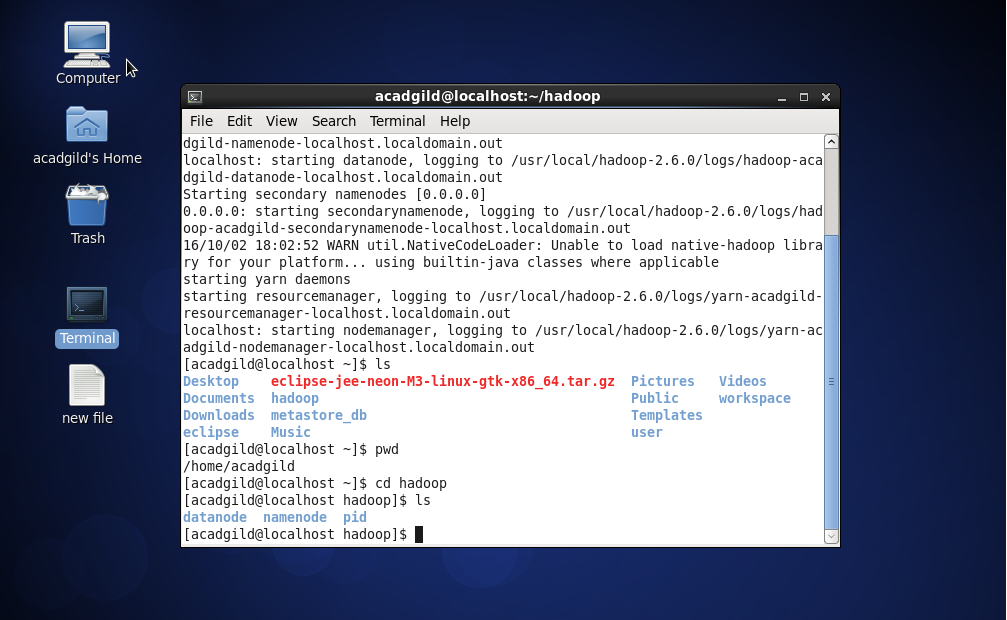 Computer
acadgild's Home
Trash
Terminal
new file
acadgild@localhost:~/hadoop
File Edit View Search Terminal Help
dgild-namenode-localhost.localdomain.out
localhost: starting datanode, logging to /usr/local/hadoop-2.6.0/logs/hadoop-aca
dgild-datanode-localhost.localdomain.out
Starting secondary namenodes [0.0.0.0]
0.0.0.0: starting secondarynamenode, logging to /usr/local/hadoop-2.6.0/logs/had
oop-acadgild-secondarynamenode-localhost.localdomain.out
16/10/02 18:02:52 WARN util.NativeCodeLoader: Unable to load native-hadoop libra
ry for your platform... using builtin-java classes where applicable
starting yarn daemons
starting resourcemanager, logging to /usr/local/hadoop-2.6.0/logs/yarn-acadgild-
resourcemanager-localhost.localdomain.out
localhost: starting nodemanager, logging to /usr/local/hadoop-2.6.0/logs/yarn-ac
adgild-nodemanager-localhost.localdomain.out
[acadgild@localhost ~]$ ls
Desktop eclipse-jee-neon-M3-linux-gtk-x86_64.tar.gz Pictures Videos
Documents hadoop Public workspace
Downloads metastore_db Templates
eclipse Music user
[acadgild@localhost ~]$ pwd
/home/acadgild
[acadgild@localhost ~]$ cd hadoop
[acadgild@localhost hadoop]$ ls
datanode namenode pid
[acadgild@localhost hadoop]$